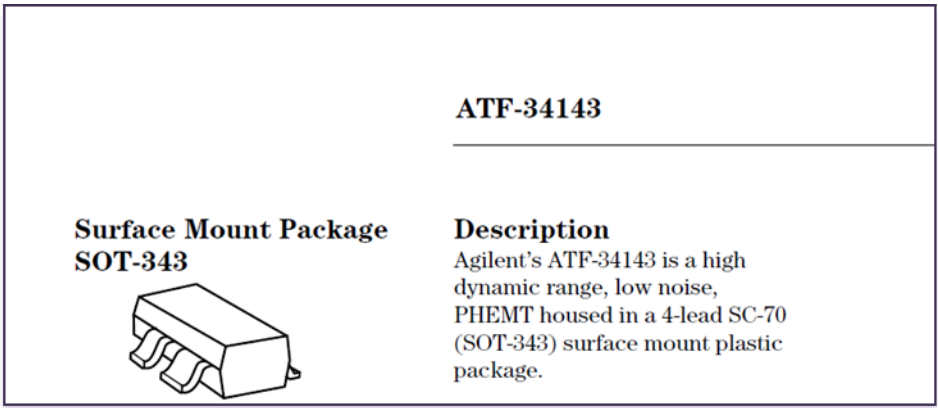 ATF-34143
Surface Mount Package
SOT-343
Description
Agilent's ATF-34143 is a high
dynamic range, low noise,
PHEMT housed in a 4-lead SC-70
(SOT-343) surface mount plastic
package.